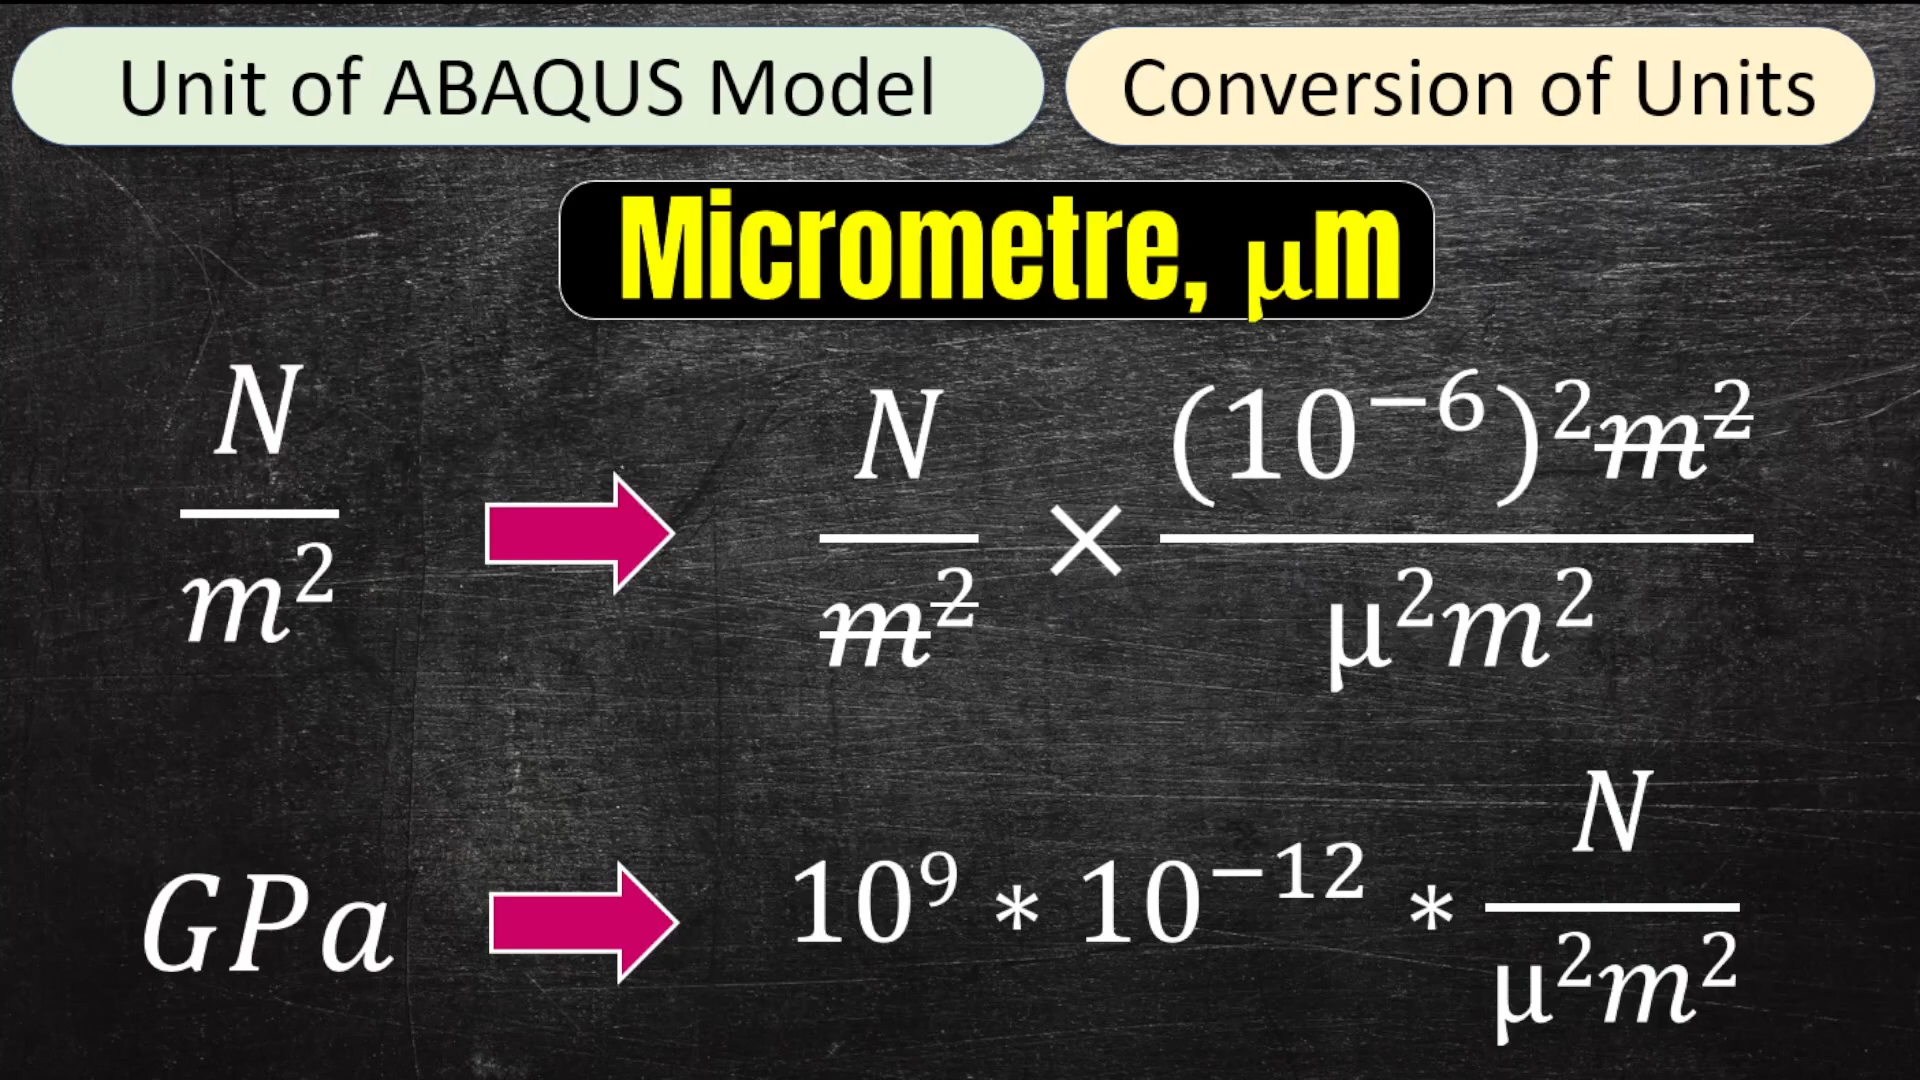 Unit of ABAQUS Model
Conversion of Units
Micrometre, μm
N/m² N/m² × (10⁻⁶)²m²/μ²m²
GPa 10⁹ * 10⁻¹² * N/μ²m²